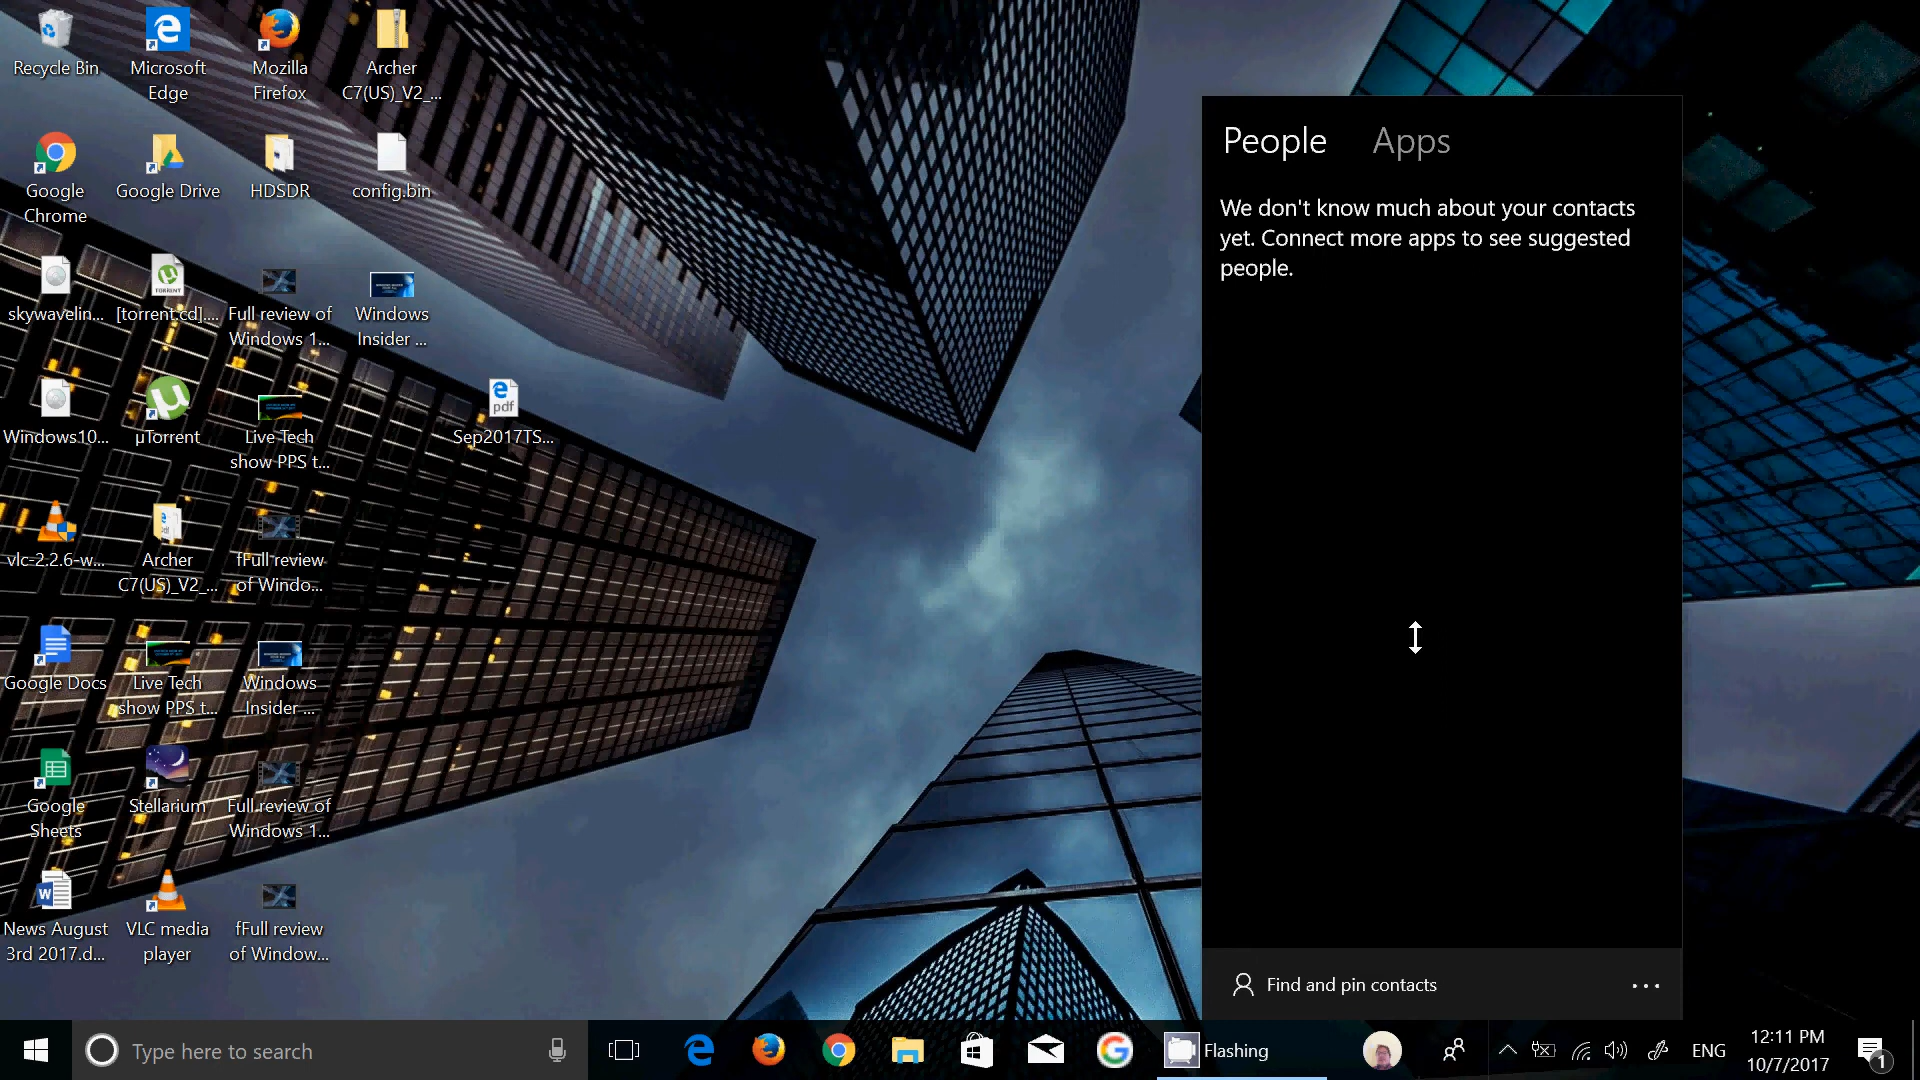 Recycle Bin
Microsoft
Edge
Mozilla
Firefox
Archer
C7(US)_V2_...
Google
Chrome
Google Drive
HDSDR
config.bin
skywavelin...
TORRENT
[torrent.cd]....
Full review of
Windows 1...
Windows
Insider ...
Windows10...
µTorrent
Live Tech
show PPS t...
pdf
Sep2017TS...
vlc-2.2.6-w...
Archer
C7(US)_V2_...
fFull review
of Windo...
Google Docs
Live Tech
show PPS t...
Windows
Insider ...
Google
Sheets
Stellarium
Full review of
Windows 1...
News August
3rd 2017.d...
VLC media
player
fFull review
of Window...
People Apps
We don't know much about your contacts
yet. Connect more apps to see suggested
people.
Find and pin contacts
Type here to search
Flashing
ENG
12:11 PM
10/7/2017
1